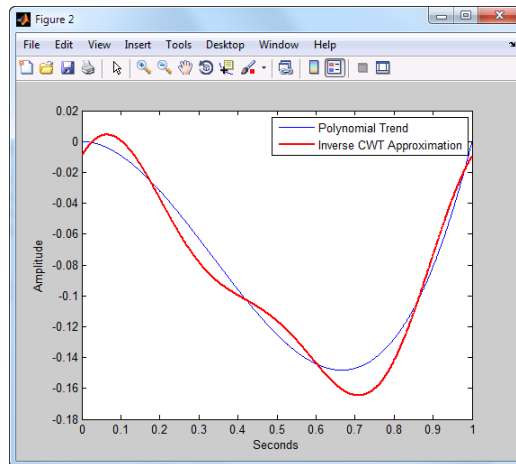 Figure 2
File Edit View Insert Tools Desktop Window Help
0.02
0
-0.02
-0.04
-0.06
-0.08
-0.1
-0.12
-0.14
-0.16
-0.18
Amplitude
Polynomial Trend
Inverse CWT Approximation
0 0.1 0.2 0.3 0.4 0.5 0.6 0.7 0.8 0.9 1
Seconds